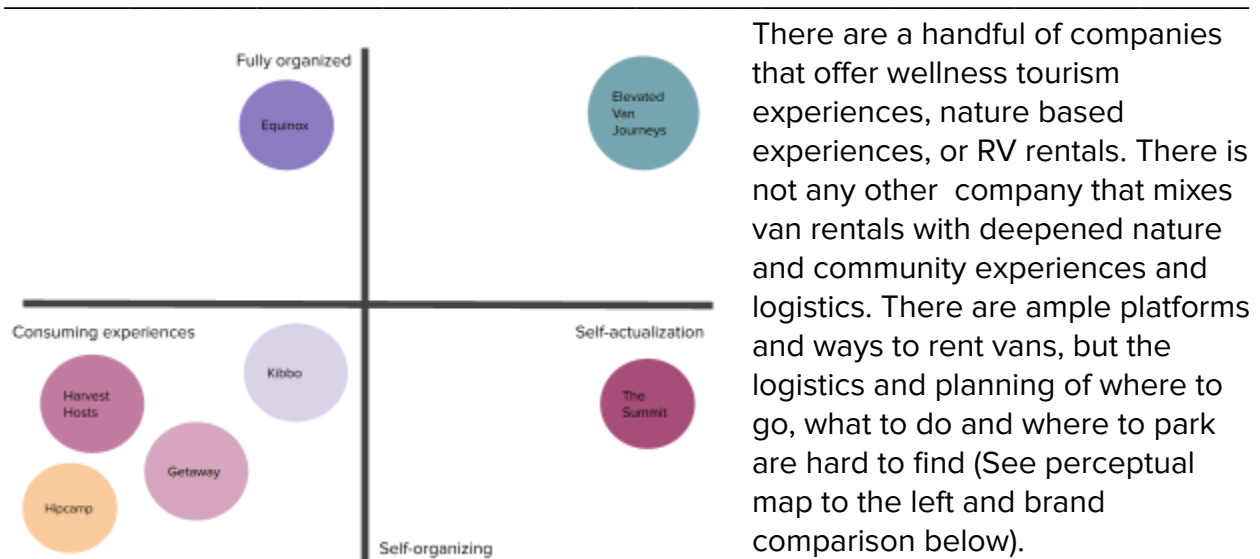 Fully organized
Equinox
Elevated
Van
Journeys
Consuming experiences
Self-actualization
Kibbo
Harvest
Hosts
The
Summit
Getaway
Hipcamp
Self-organizing
There are a handful of companies
that offer wellness tourism
experiences, nature based
experiences, or RV rentals. There is
not any other  company that mixes
van rentals with deepened nature
and community experiences and
logistics. There are ample platforms
and ways to rent vans, but the
logistics and planning of where to
go, what to do and where to park
are hard to find (See perceptual
map to the left and brand
comparison below).